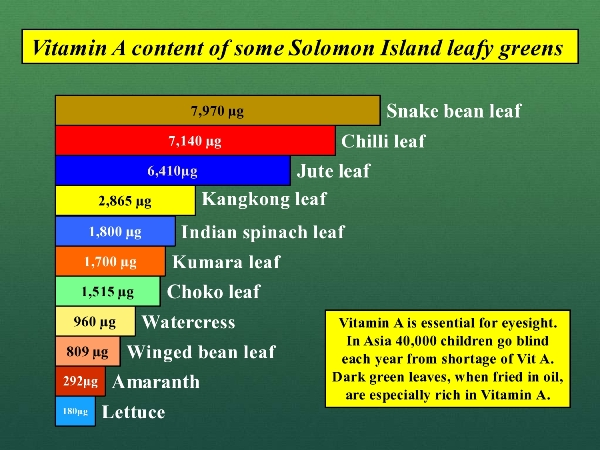 Vitamin A content of some Solomon Island leafy greens
7,970 µg Snake bean leaf
7,140 µg Chilli leaf
6,410µg Jute leaf
2,865 µg Kangkong leaf
1,800 µg Indian spinach leaf
1,700 µg Kumara leaf
1,515 µg Choko leaf
960 µg Watercress
809 µg Winged bean leaf
292µg Amaranth
180µg Lettuce
Vitamin A is essential for eyesight.
In Asia 40,000 children go blind
each year from shortage of Vit A.
Dark green leaves, when fried in oil,
are especially rich in Vitamin A.